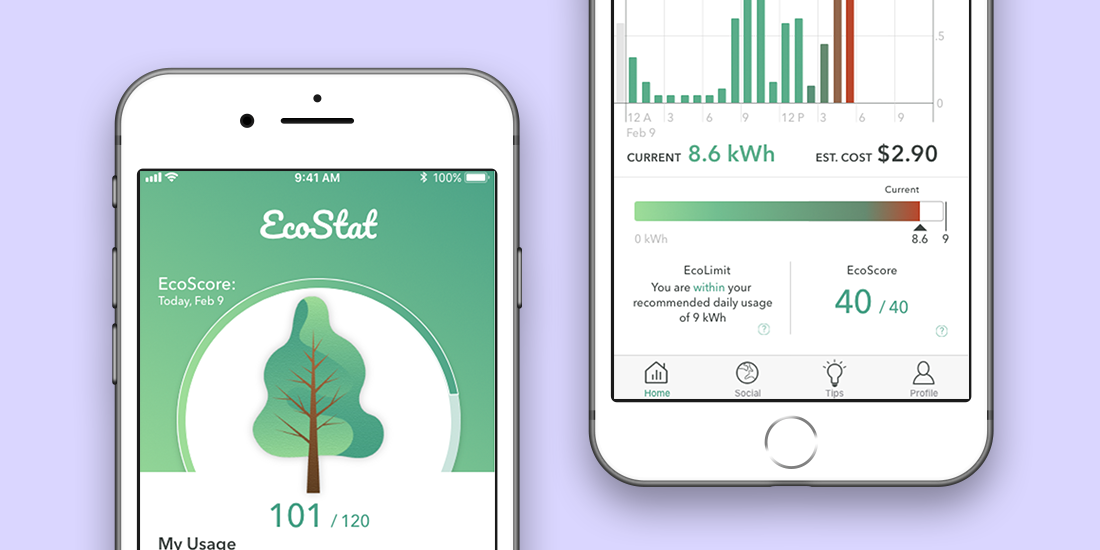 9:41 AM
100%
EcoStat
EcoScore:
Today, Feb 9
101 / 120
My Usage
.5
0
12 A 3 6 9 12 P 3 6 9
Feb 9
CURRENT 8.6 kWh EST. COST $2.90
Current
0 kWh 8.6 9
EcoLimit
You are within your
recommended daily usage
of 9 kWh
?
EcoScore
40 / 40
?
Home Social Tips Profile